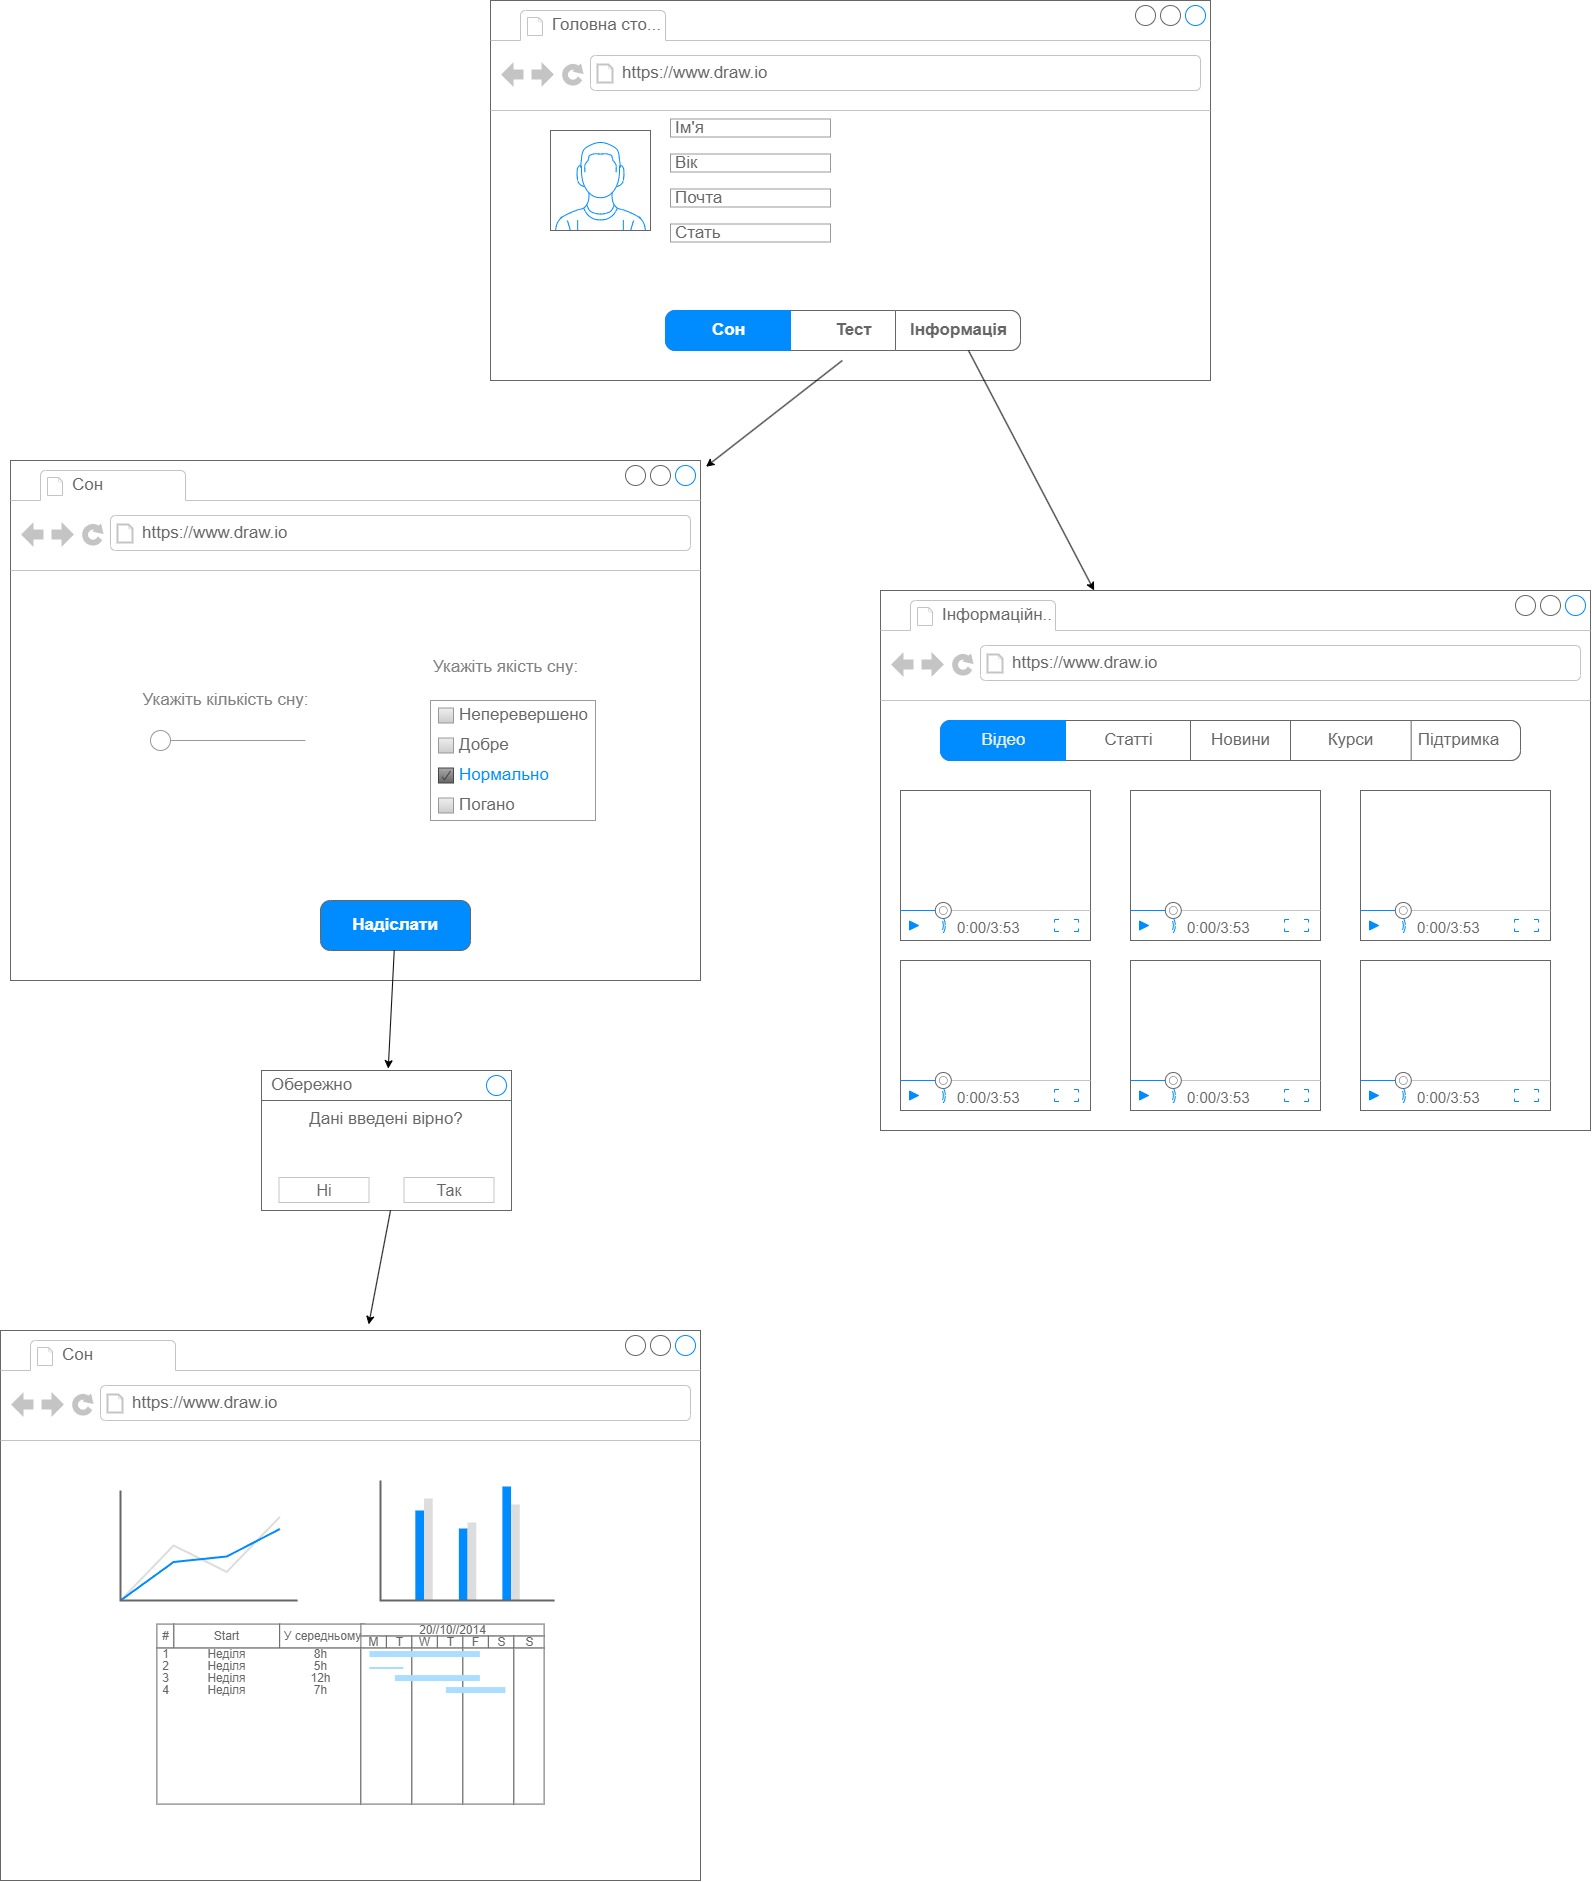 Головна сто...
https://www.draw.io
Ім'я
Вік
Почта
Стать
Сон Тест Інформація
Сон
https://www.draw.io
Укажіть кількість сну:
Укажіть якість сну:
Неперевершено
Добре
Нормально
Погано
Надіслати
Інформаційн..
https://www.draw.io
Відео Статті Новини Курси Підтримка
0:00/3:53 0:00/3:53 0:00/3:53
0:00/3:53 0:00/3:53 0:00/3:53
Обережно
Дані введені вірно?
Ні Так
Сон
https://www.draw.io
# Start У середньому 20//10//2014
M T W T F S S
1 Неділя 8h
2 Неділя 5h
3 Неділя 12h
4 Неділя 7h